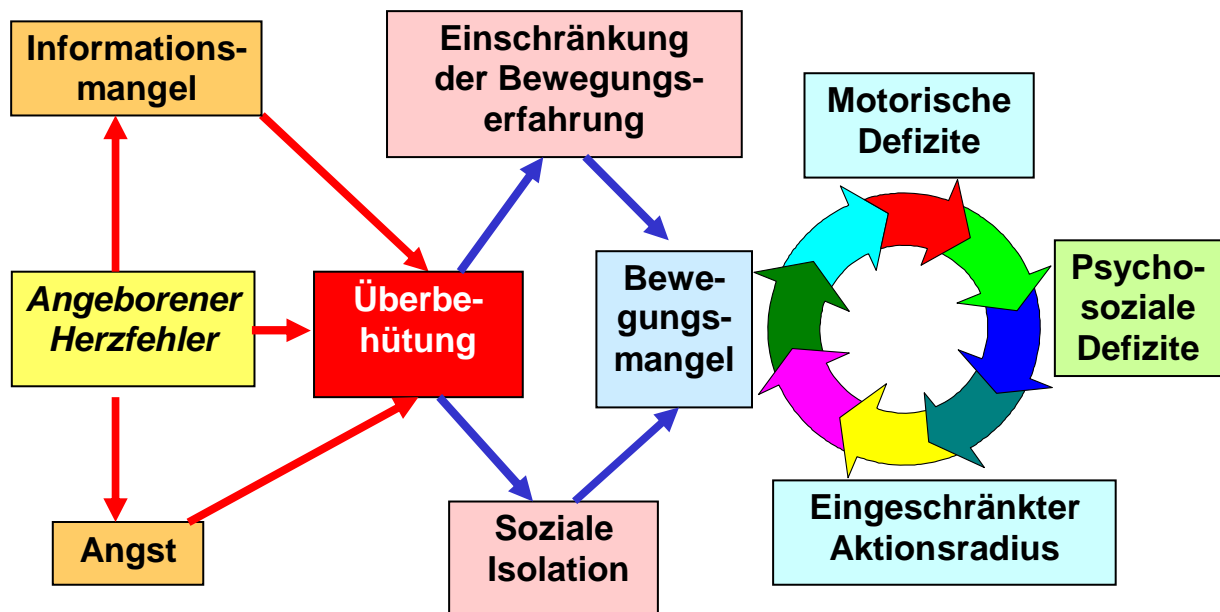 Informations-
mangel
Einschränkung
der Bewegungs-
erfahrung
Motorische
Defizite
Angeborener
Herzfehler
Überbe-
hütung
Bewe-
gungs-
mangel
Psycho-
soziale
Defizite
Angst
Soziale
Isolation
Eingeschränkter
Aktionsradius